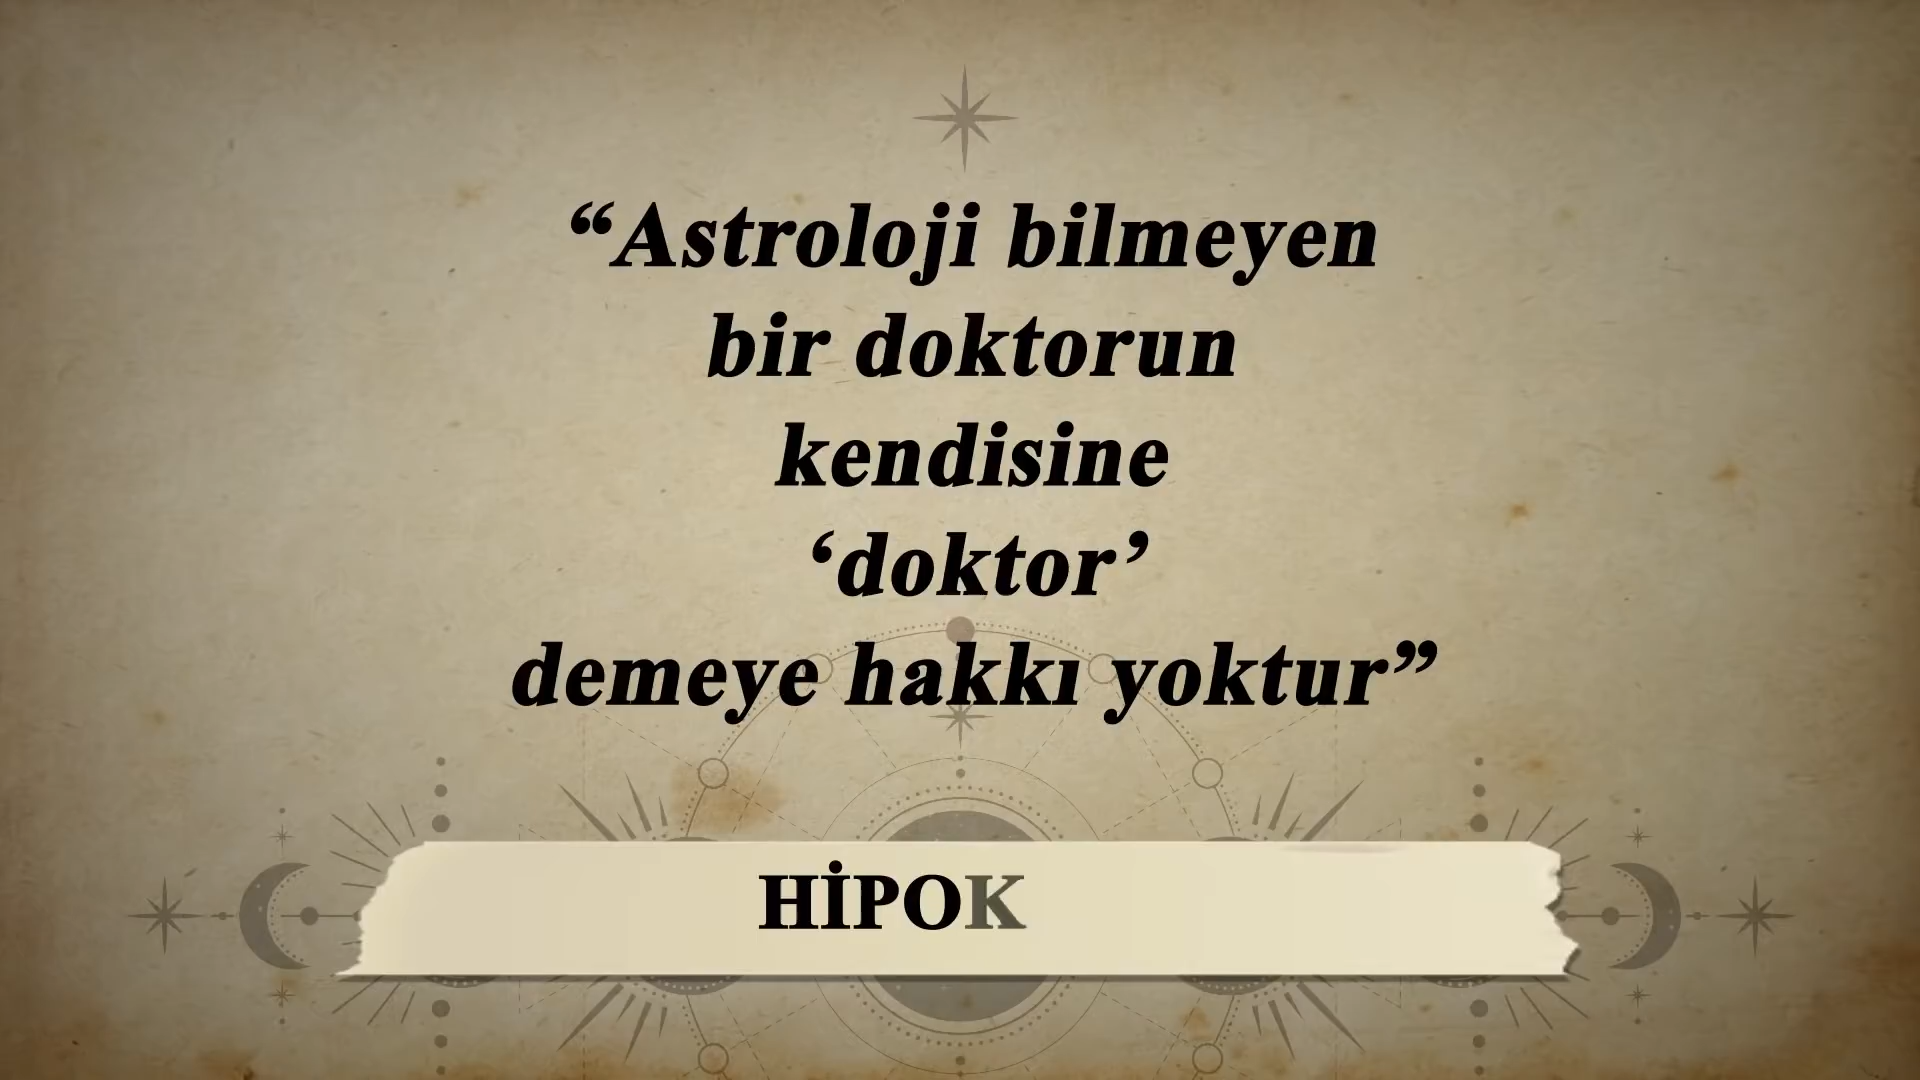 “Astroloji bilmeyen
bir doktorun
kendisine
‘doktor’
demeye hakkı yoktur”
HİPOK